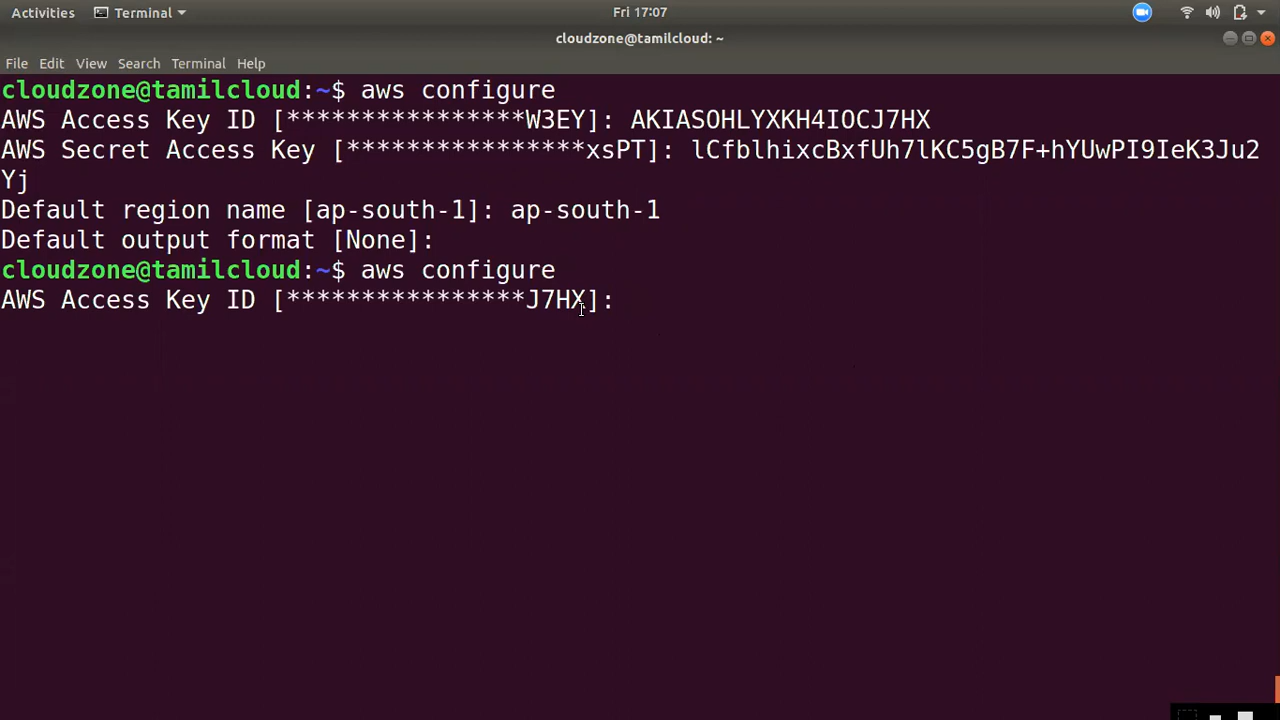 Activities Terminal Fri 17:07
cloudzone@tamilcloud: ~
File Edit View Search Terminal Help
cloudzone@tamilcloud:~$ aws configure
AWS Access Key ID [****************W3EY]: AKIASOHLYXKH4IOCJ7HX
AWS Secret Access Key [****************xsPT]: lCfblhixcBxfUh7lKC5gB7F+hYUwPI9IeK3Ju2
Yj
Default region name [ap-south-1]: ap-south-1
Default output format [None]:
cloudzone@tamilcloud:~$ aws configure
AWS Access Key ID [****************J7HX]: